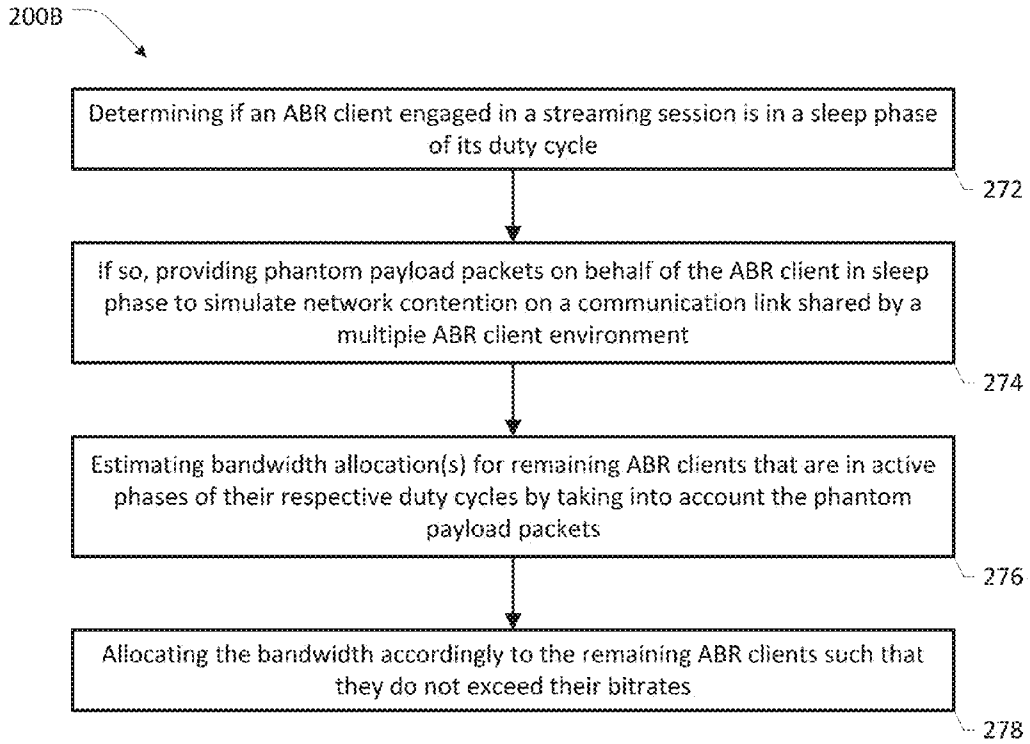 200B
Determining if an ABR client engaged in a streaming session is in a sleep phase
of its duty cycle
272
If so, providing phantom payload packets on behalf of the ABR client in sleep
phase to simulate network contention on a communication link shared by a
multiple ABR client environment
274
Estimating bandwidth allocation(s) for remaining ABR clients that are in active
phases of their respective duty cycles by taking into account the phantom
payload packets
276
Allocating the bandwidth accordingly to the remaining ABR clients such that
they do not exceed their bitrates
278